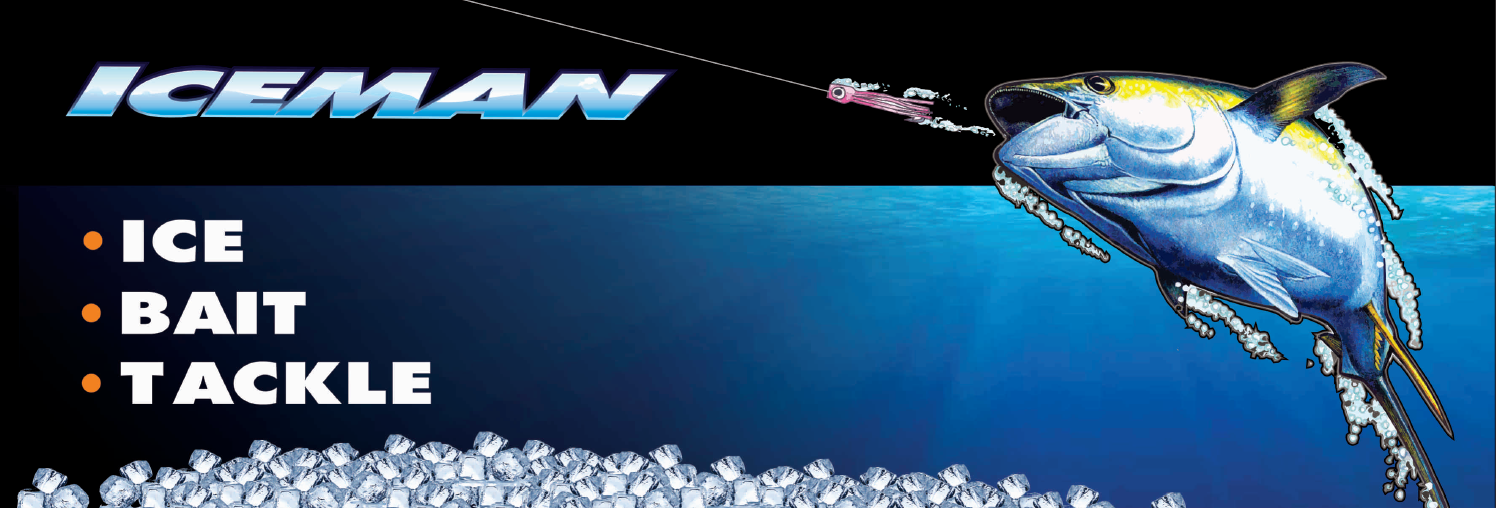 ICEMAN
• ICE
• BAIT
• TACKLE